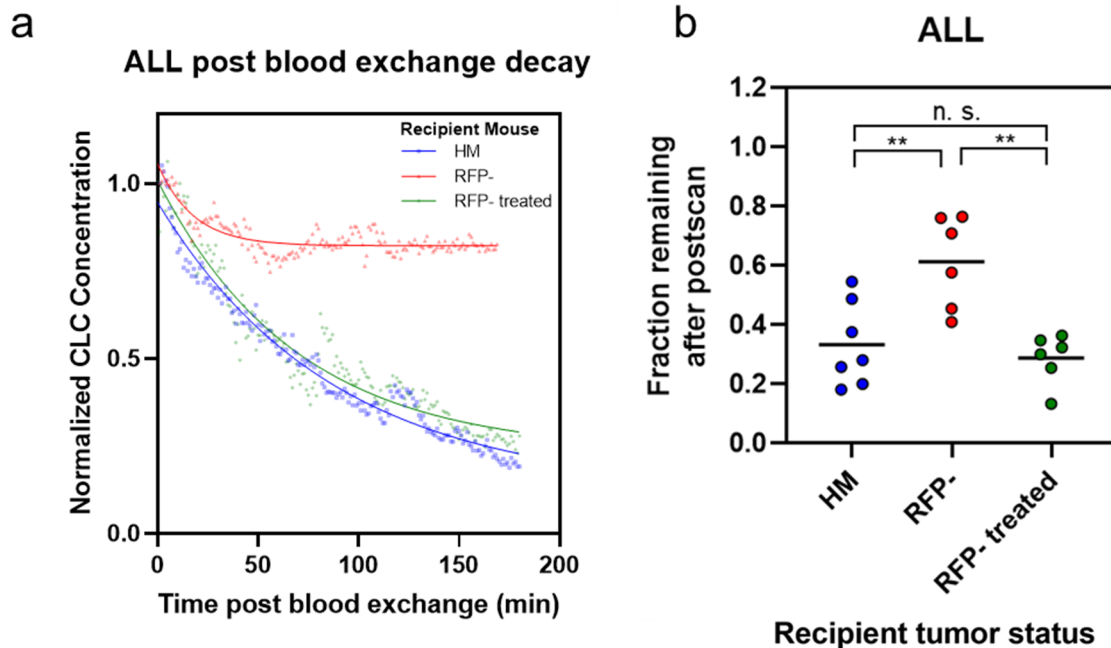 a
ALL post blood exchange decay
Normalized CLC Concentration
1.0
0.5
0.0
0
50
100
150
200
Time post blood exchange (min)
Recipient Mouse
HM
RFP-
RFP- treated
b
ALL
Fraction remaining
after postscan
1.2
1.0
0.8
0.6
0.4
0.2
0.0
n. s.
**
**
HM
RFP-
RFP- treated
Recipient tumor status